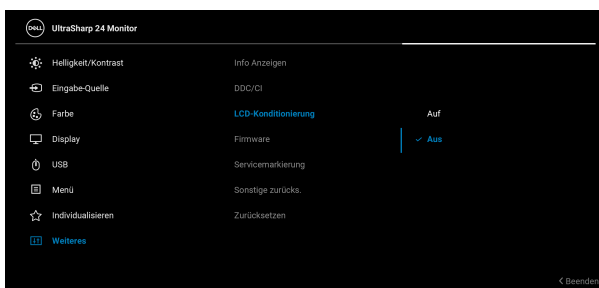 DELL UltraSharp 24 Monitor
Helligkeit/Kontrast Info Anzeigen
Eingabe-Quelle DDC/CI
Farbe LCD-Konditionierung Auf
Display Firmware Aus
USB Servicemarkierung
Menü Sonstige zurücks.
Individualisieren Zurücksetzen
Weiteres
Beenden